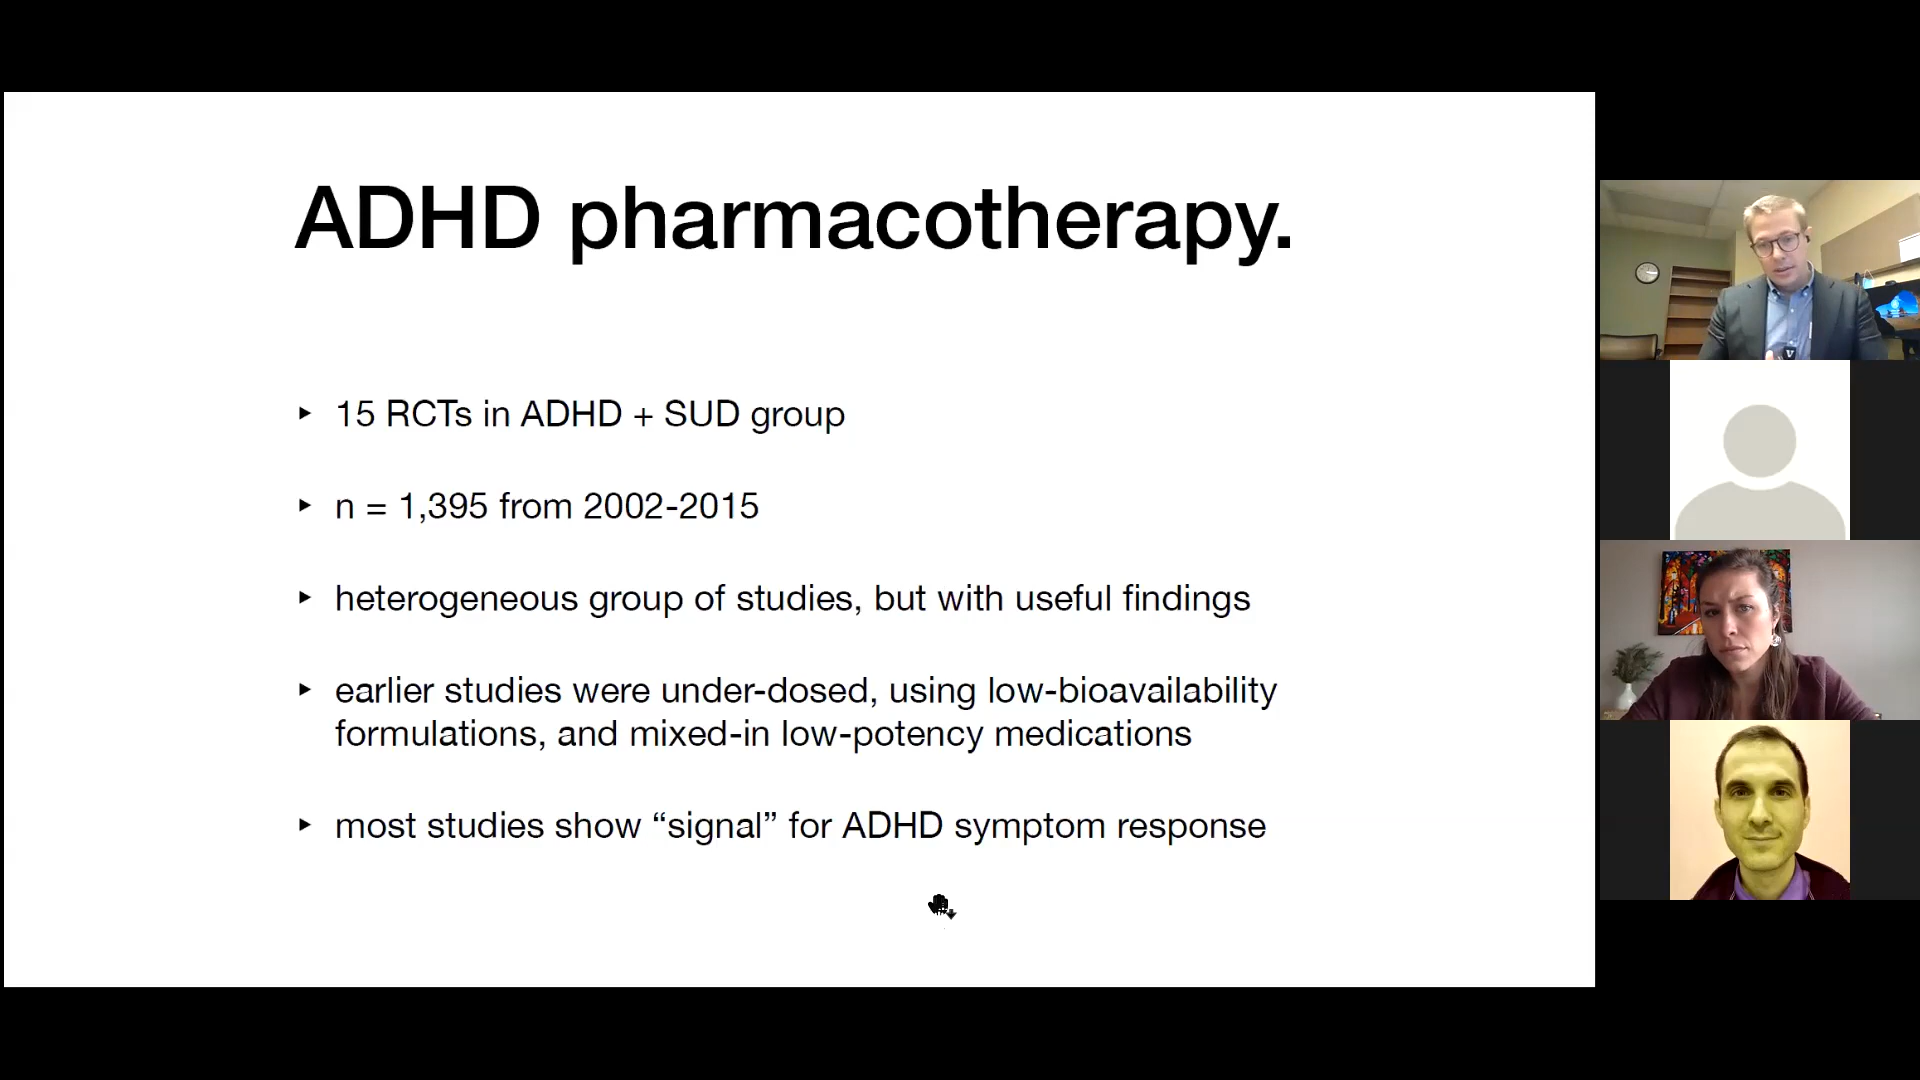 ADHD pharmacotherapy.
‣ 15 RCTs in ADHD + SUD group
‣ n = 1,395 from 2002-2015
‣ heterogeneous group of studies, but with useful findings
‣ earlier studies were under-dosed, using low-bioavailability
formulations, and mixed-in low-potency medications
‣ most studies show “signal” for ADHD symptom response